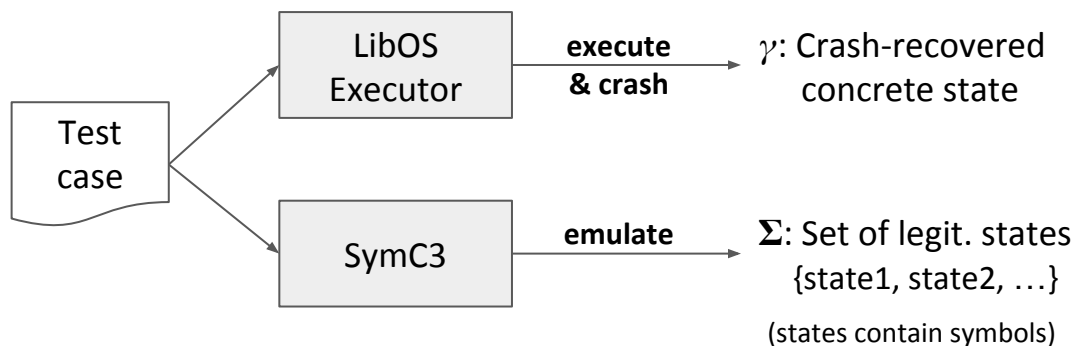 Test
case
LibOS
Executor
execute
& crash
γ: Crash-recovered
concrete state
SymC3
emulate
Σ: Set of legit. states
{state1, state2, …}
(states contain symbols)